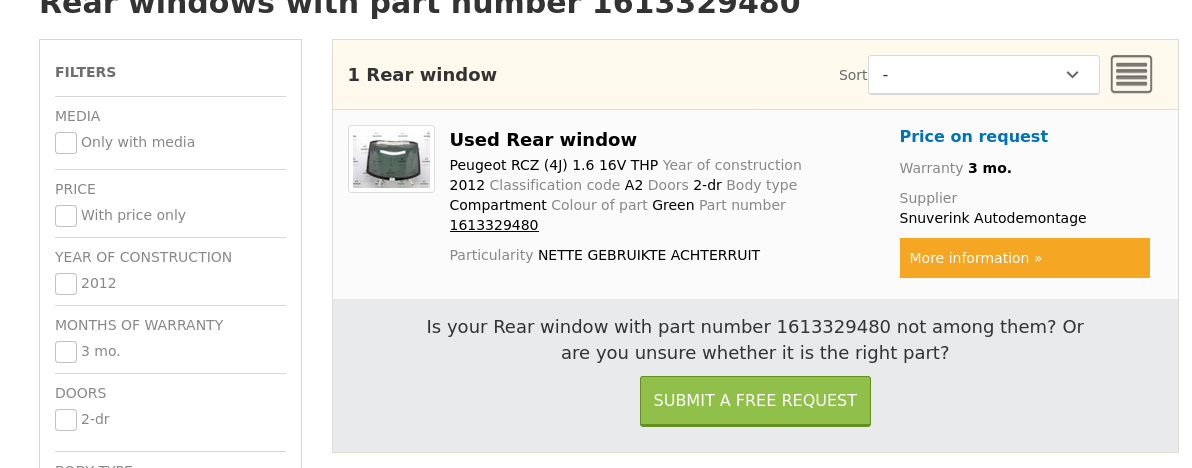 Rear windows with part number 1613329480
FILTERS
MEDIA
Only with media
PRICE
With price only
YEAR OF CONSTRUCTION
2012
MONTHS OF WARRANTY
3 mo.
DOORS
2-dr
BODY TYPE
1 Rear window
Sort
-
Used Rear window
Peugeot RCZ (4J) 1.6 16V THP Year of construction
2012 Classification code A2 Doors 2-dr Body type
Compartment Colour of part Green Part number
1613329480
Particularity NETTE GEBRUIKTE ACHTERRUIT
Price on request
Warranty 3 mo.
Supplier
Snuverink Autodemontage
More information »
Is your Rear window with part number 1613329480 not among them? Or
are you unsure whether it is the right part?
SUBMIT A FREE REQUEST